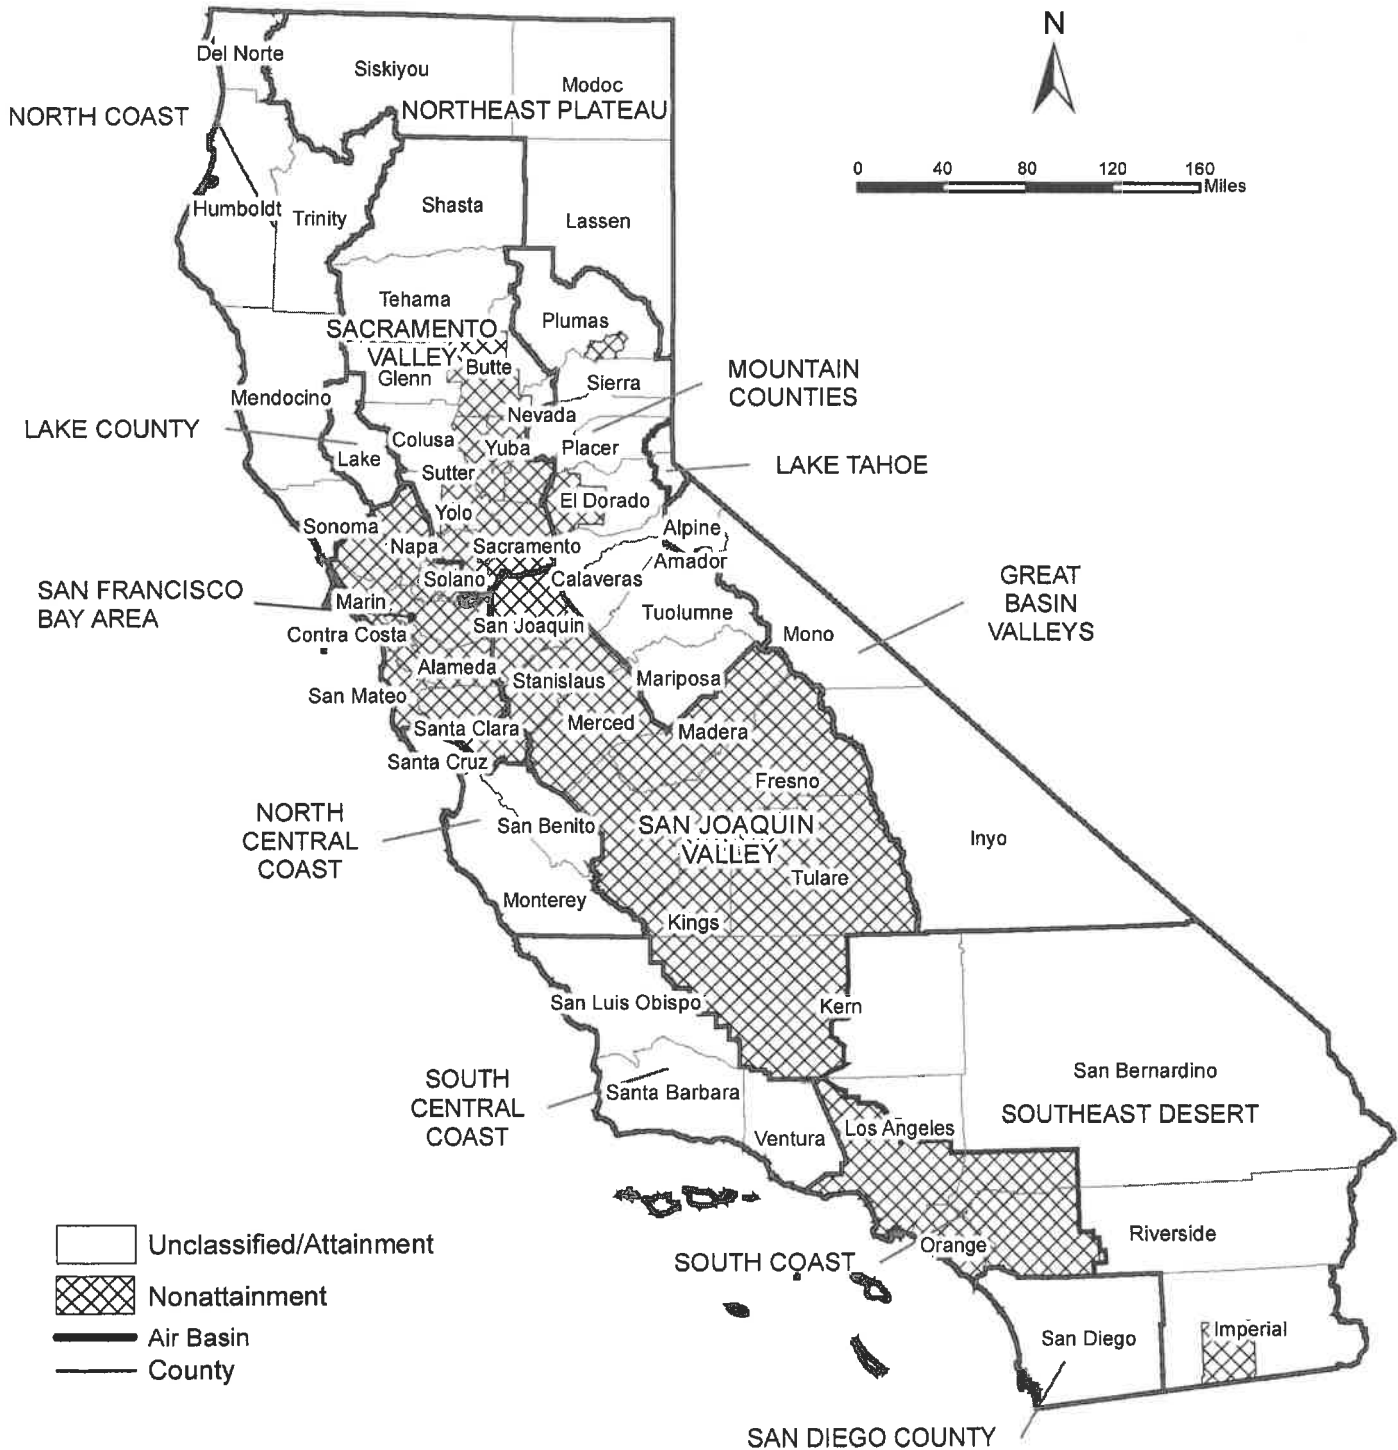 N
Del Norte
Siskiyou
Modoc
NORTH COAST
NORTHEAST PLATEAU
0 40 80 120 160
Miles
Humboldt
Trinity
Shasta
Lassen
Tehama
Plumas
SACRAMENTO
VALLEY
Butte
Glenn
Sierra
MOUNTAIN
COUNTIES
Mendocino
Nevada
LAKE COUNTY
Colusa
Yuba
Placer
Lake
Sutter
LAKE TAHOE
El Dorado
Yolo
Sonoma
Alpine
Napa
Sacramento
Amador
Solano
Calaveras
SAN FRANCISCO
BAY AREA
Marin
Tuolumne
GREAT
BASIN
VALLEYS
Contra Costa
San Joaquin
Mono
Alameda
Stanislaus
Mariposa
San Mateo
Santa Clara
Merced
Madera
Santa Cruz
Fresno
NORTH
CENTRAL
COAST
San Benito
SAN JOAQUIN
VALLEY
Inyo
Tulare
Monterey
Kings
San Luis Obispo
Kern
SOUTH
CENTRAL
COAST
Santa Barbara
San Bernardino
SOUTHEAST DESERT
Ventura
Los Angeles
Unclassified/Attainment
Nonattainment
Air Basin
County
SOUTH COAST
Orange
Riverside
San Diego
Imperial
SAN DIEGO COUNTY